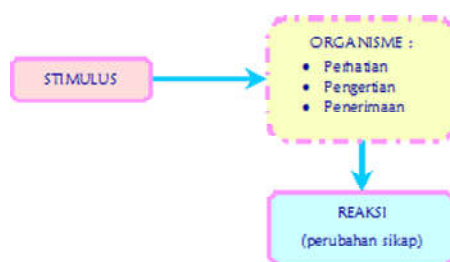 STIMULUS
ORGANISME :
• Perhatian
• Pengertian
• Penerimaan
REAKSI
(perubahan sikap)